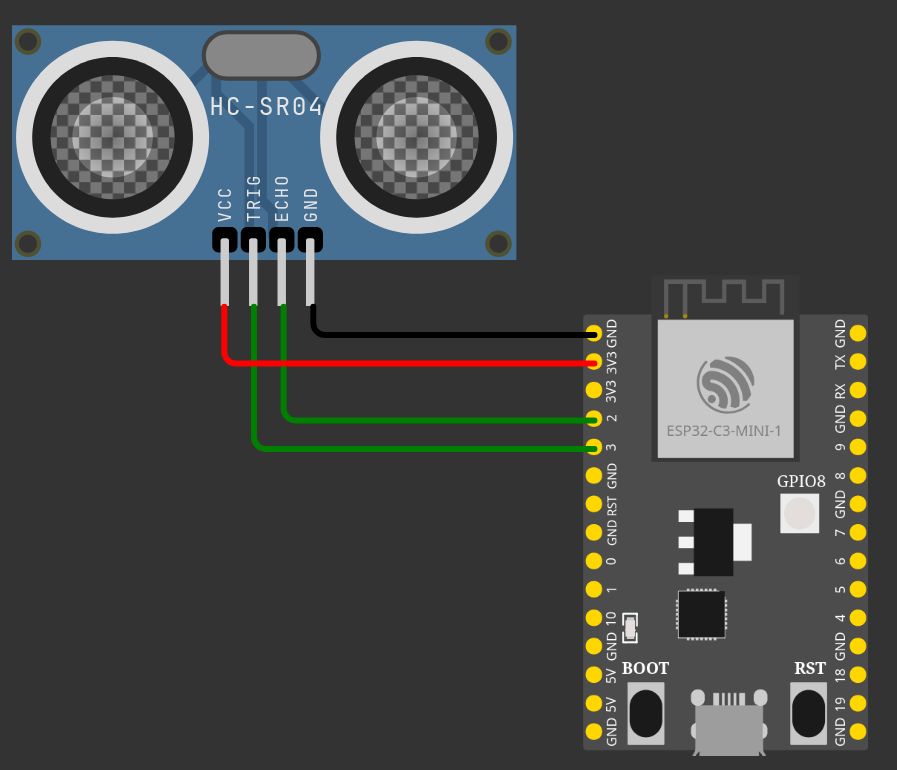 HC-SR04
VCC
TRIG
ECHO
GND
ESP32-C3-MINI-1
GPIO8
GND
3V3
3V3
2
3
GND
RST
GND
0
1
10
GND
5V
5V
GND
GND
TX
RX
GND
9
8
GND
7
6
5
4
GND
18
19
GND
BOOT
RST